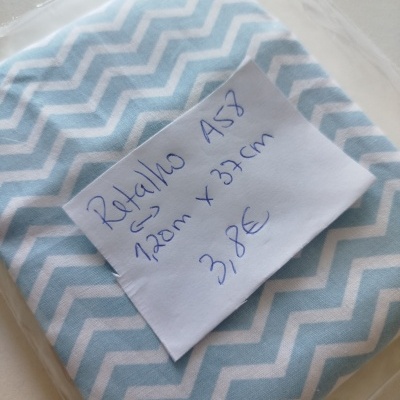 Retalho A58
↔
1,20m x 37cm
3,8€